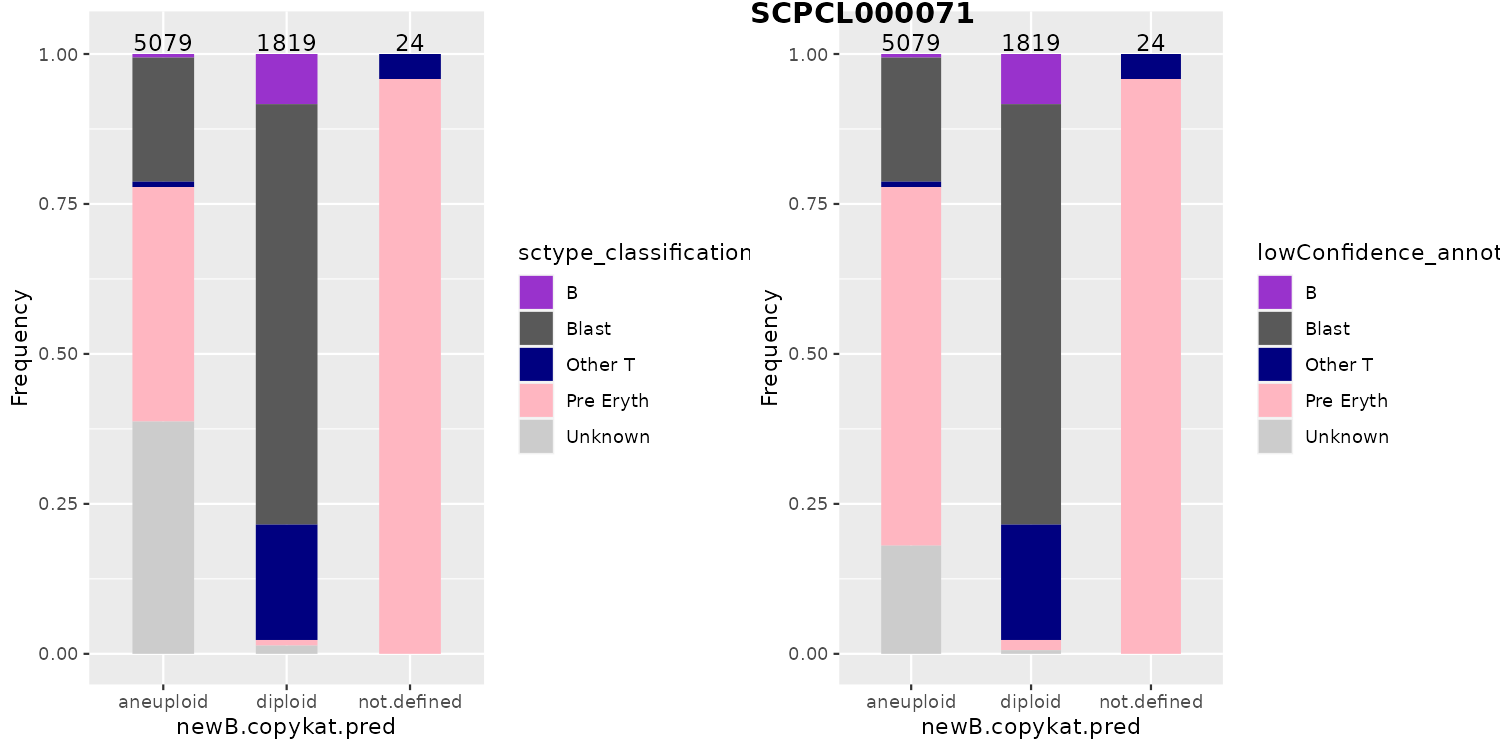 SCPCL000071
5079 1819 24
1.00
0.75
0.50
0.25
0.00
Frequency
aneuploid diploid not.defined
newB.copykat.pred
sctype_classification
B
Blast
Other T
Pre Eryth
Unknown
5079 1819 24
1.00
0.75
0.50
0.25
0.00
Frequency
aneuploid diploid not.defined
newB.copykat.pred
lowConfidence_annot
B
Blast
Other T
Pre Eryth
Unknown